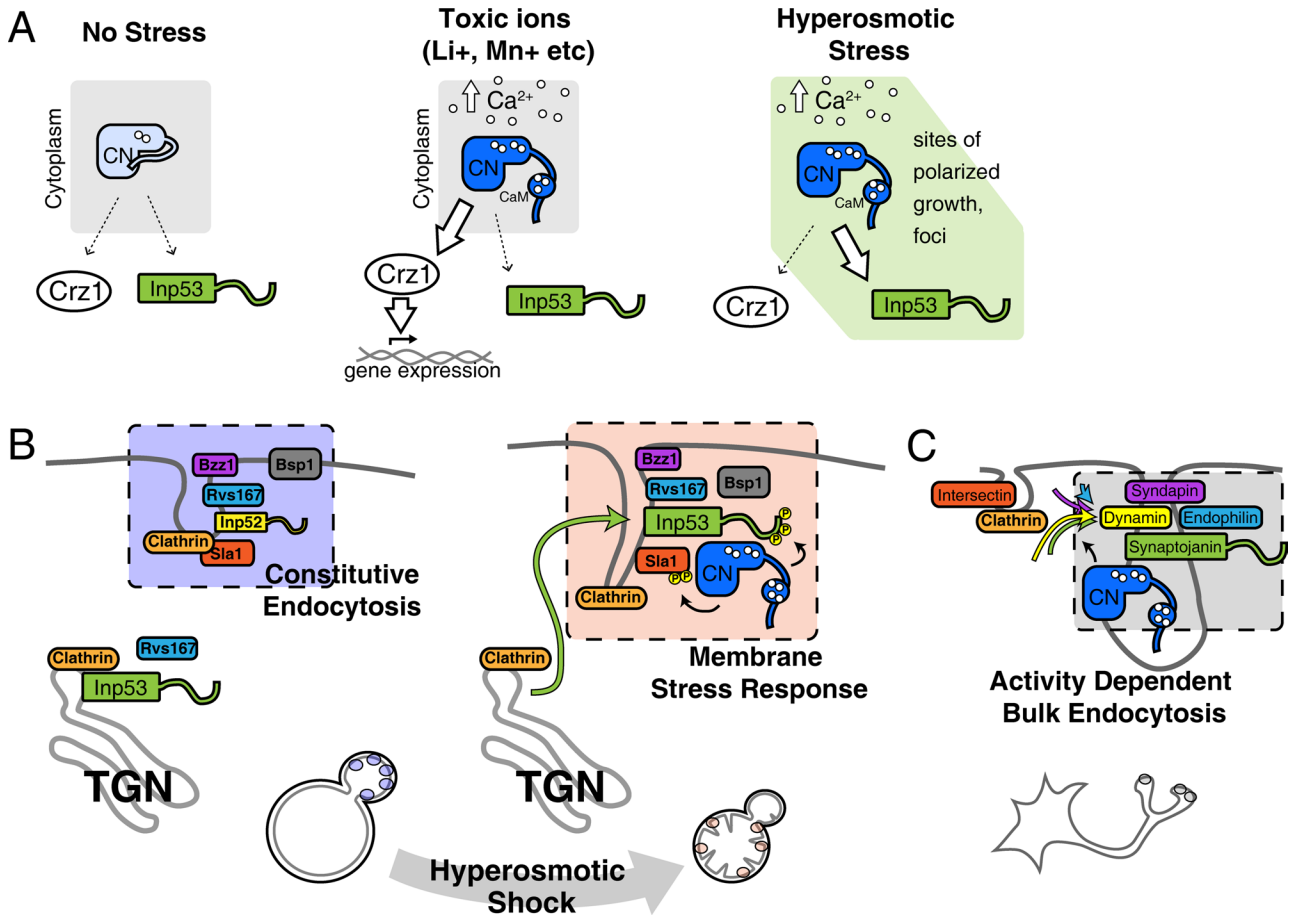 A
No Stress
Cytoplasm
CN
Crz1
Inp53
Toxic ions
(Li+, Mn+ etc)
Cytoplasm
Ca2+
CN
CaM
Crz1
Inp53
gene expression
Hyperosmotic
Stress
Ca2+
CN
CaM
sites of
polarized
growth,
foci
Crz1
Inp53
B
Bzz1
Bsp1
Rvs167
Inp52
Clathrin
Sla1
Constitutive
Endocytosis
Clathrin
Rvs167
Inp53
TGN
Bzz1
Rvs167
Bsp1
Inp53
P
P
P
Sla1
P
P
CN
Clathrin
Membrane
Stress Response
Clathrin
TGN
Hyperosmotic
Shock
C
Intersectin
Clathrin
Syndapin
Dynamin
Endophilin
Synaptojanin
CN
Activity Dependent
Bulk Endocytosis